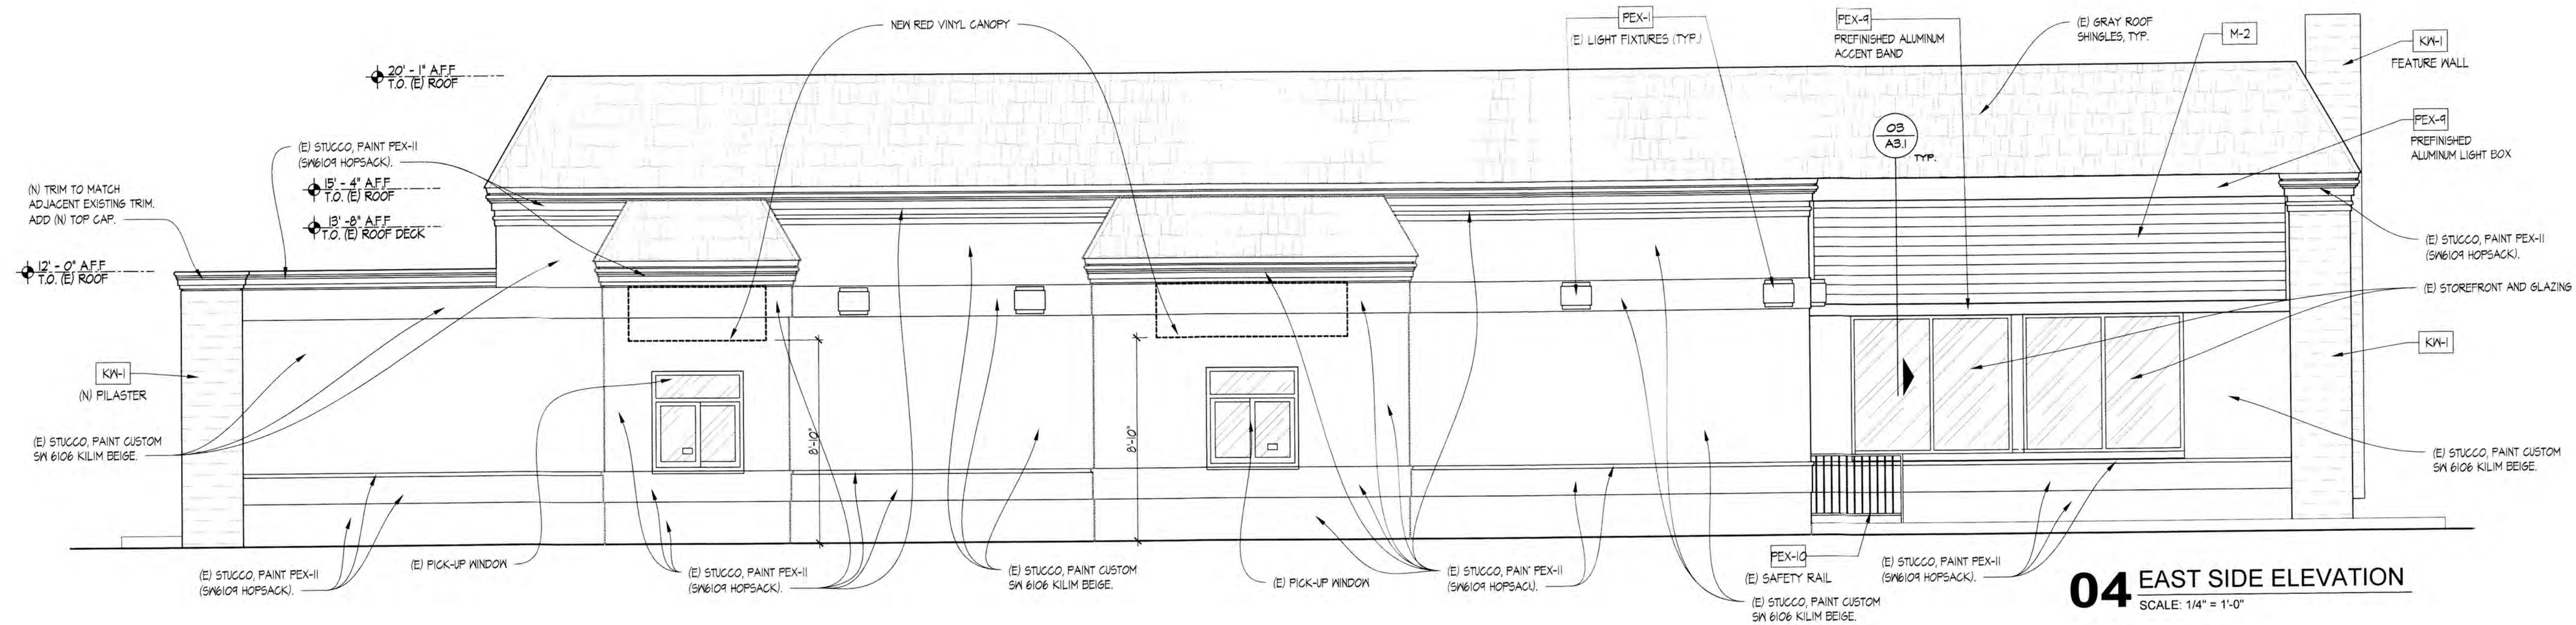 NEW RED VINYL CANOPY
PEX-1
(E) LIGHT FIXTURES (TYP.)
PEX-9
PREFINISHED ALUMINUM
ACCENT BAND
(E) GRAY ROOF
SHINGLES, TYP.
M-2
KW-1
FEATURE WALL
20' - 1" A.F.F
T.O. (E) ROOF
03
A3.1
TYP.
PEX-9
PREFINISHED
ALUMINUM LIGHT BOX
(E) STUCCO, PAINT PEX-11
(SW6109 HOPSACK).
15' - 4" A.F.F
T.O. (E) ROOF
(N) TRIM TO MATCH
ADJACENT EXISTING TRIM.
ADD (N) TOP CAP.
13' -8" A.F.F
T.O. (E) ROOF DECK
12' - 0" A.F.F
T.O. (E) ROOF
(E) STUCCO, PAINT PEX-11
(SW6109 HOPSACK).
(E) STOREFRONT AND GLAZING
KW-1
(N) PILASTER
KW-1
(E) STUCCO, PAINT CUSTOM
SW 6106 KILIM BEIGE.
8'-10"
8'-10"
(E) STUCCO, PAINT CUSTOM
SW 6106 KILIM BEIGE.
(E) STUCCO, PAINT PEX-11
(SW6109 HOPSACK).
(E) PICK-UP WINDOW
(E) STUCCO, PAINT PEX-11
(SW6109 HOPSACK).
(E) STUCCO, PAINT CUSTOM
SW 6106 KILIM BEIGE.
(E) PICK-UP WINDOW
(E) STUCCO, PAIN" PEX-11
(SW6109 HOPSACK).
PEX-10
(E) SAFETY RAIL
(E) STUCCO, PAINT CUSTOM
SW 6106 KILIM BEIGE.
(E) STUCCO, PAINT PEX-11
(SW6109 HOPSACK).
04 EAST SIDE ELEVATION
SCALE: 1/4" = 1'-0"